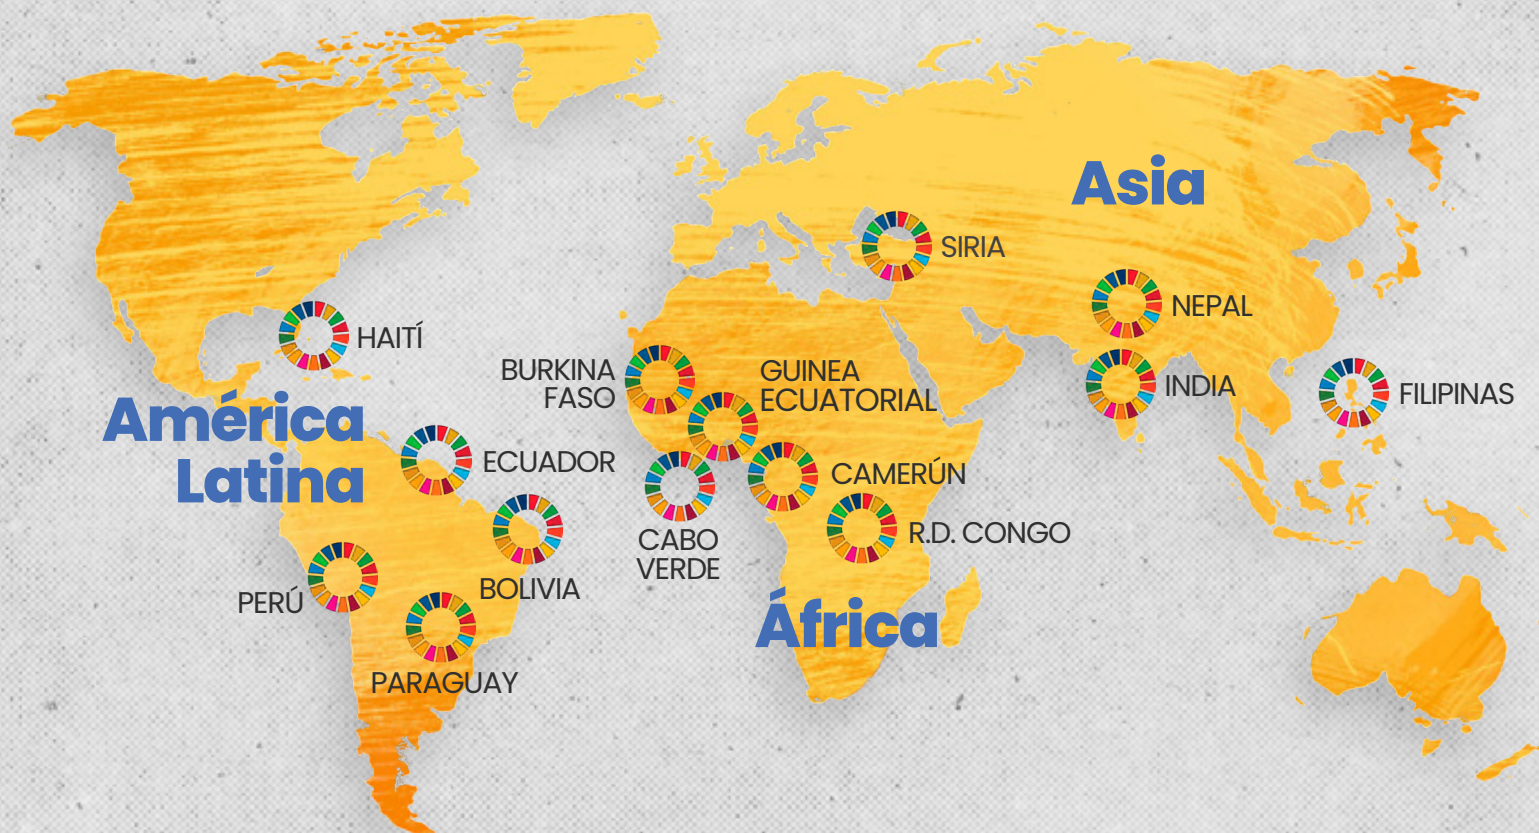 Asia
SIRIA
NEPAL
INDIA
FILIPINAS
HAITÍ
América
Latina
ECUADOR
BOLIVIA
PERÚ
PARAGUAY
BURKINA
FASO
GUINEA
ECUATORIAL
CAMERÚN
CABO
VERDE
R.D. CONGO
África